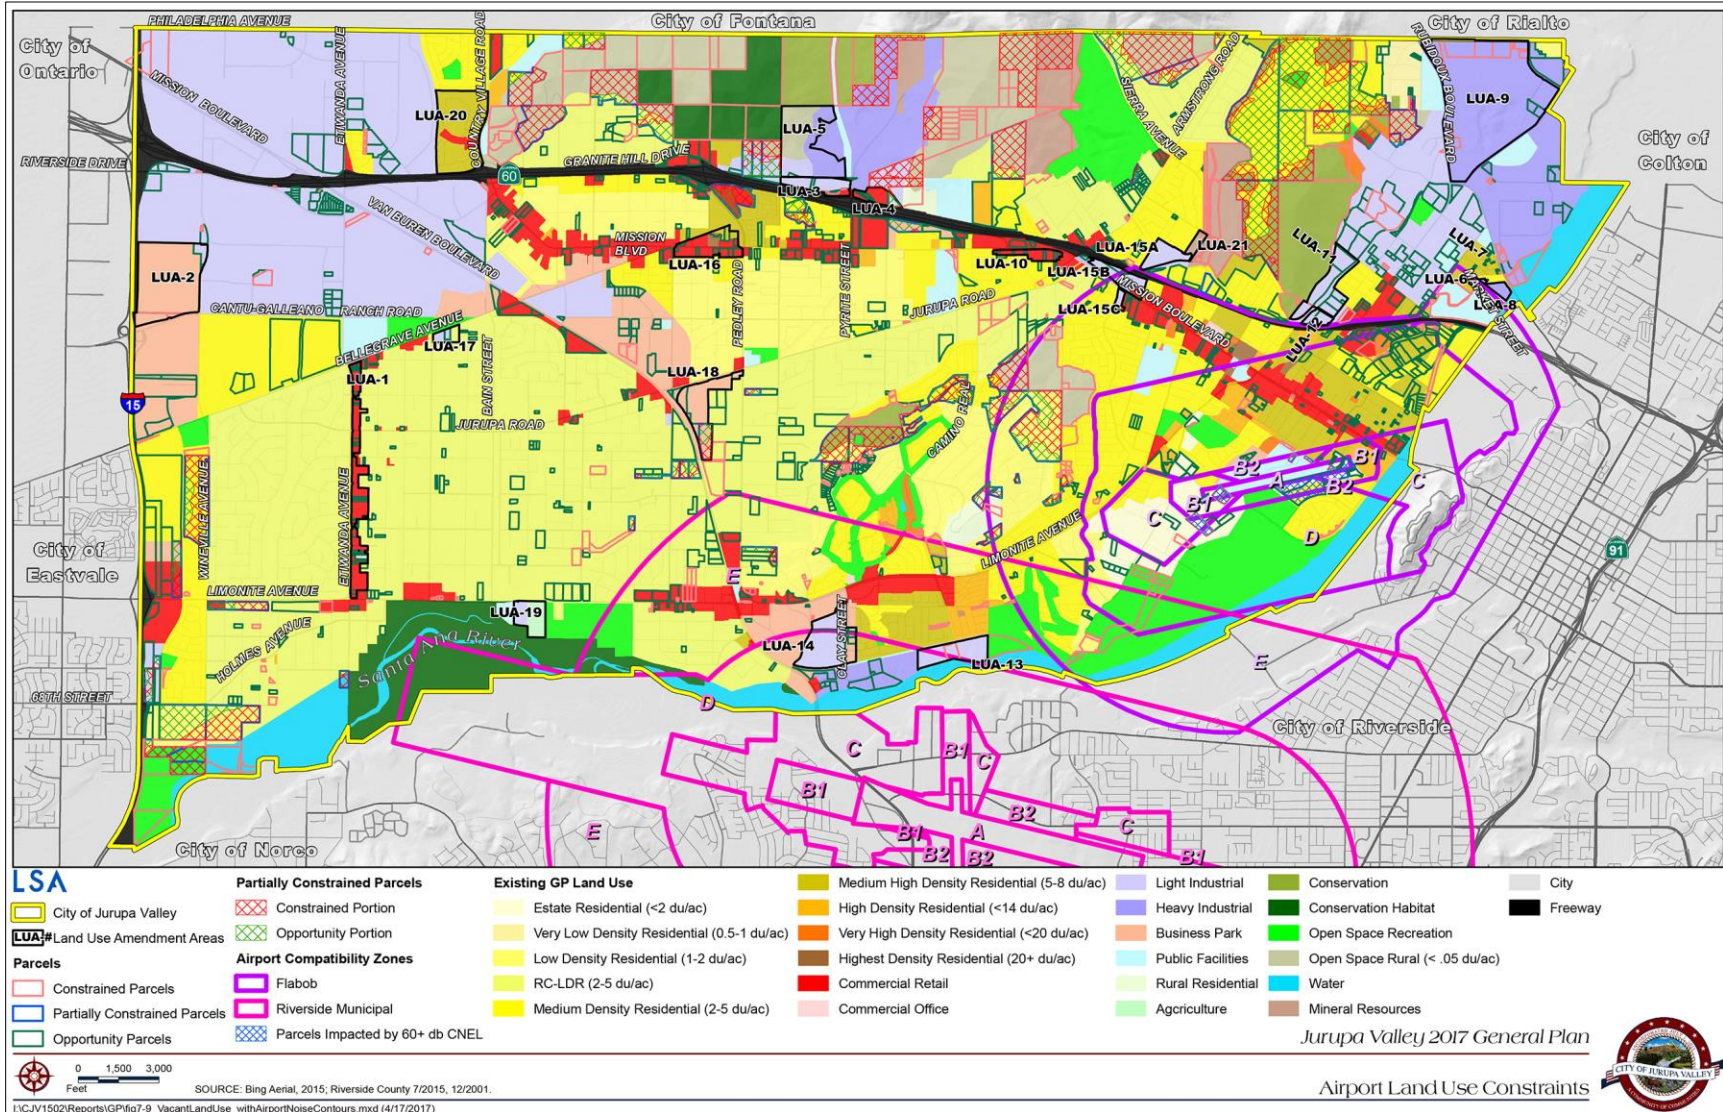 City of Fontana
City of Rialto
City of
Ontario
City of
Colton
PHILADELPHIA AVENUE
MISSION BOULEVARD
ETIWANDA AVENUE
COUNTRY VILLAGE ROAD
RIVERSIDE DRIVE
LUA-20
60
GRANITE HILL DRIVE
LUA-5
LUA-3
LUA-4
SIERRA AVENUE
ARMSTRONG ROAD
RUBIDOUX BOULEVARD
LUA-9
VAN BUREN BOULEVARD
MISSION
BLVD
LUA-16
PEDLEY ROAD
PYRITE STREET
LUA-10
LUA-15A
LUA-15B
LUA-21
LUA-11
LUA-7
LUA-6
LUA-8
MARKET STREET
LUA-2
CANTU-GALLEANO RANCH ROAD
BELLEGRAVE AVENUE
LUA-17
JURUPA ROAD
LUA-15C
MISSION BOULEVARD
LUA-12
LUA-1
BAIN STREET
LUA-18
15
JURUPA ROAD
CAMINO REAL
WINEVILLE AVENUE
ETIWANDA AVENUE
B2
B1
A
B2
B1
C
C
D
City of
Eastvale
91
LIMONITE AVENUE
LIMONITE AVENUE
E
LUA-19
HOLMES AVENUE
Santa Ana River
LUA-14
CLAY STREET
LUA-13
E
68TH STREET
D
City of Riverside
C
B1
C
B1
B2
E
B1
A
C
B2
B2
B1
City of Norco
LSA
City of Jurupa Valley
LUA-# Land Use Amendment Areas
Parcels
Constrained Parcels
Partially Constrained Parcels
Opportunity Parcels
Partially Constrained Parcels
Constrained Portion
Opportunity Portion
Airport Compatibility Zones
Flabob
Riverside Municipal
Parcels Impacted by 60+ db CNEL
Existing GP Land Use
Estate Residential (<2 du/ac)
Very Low Density Residential (0.5-1 du/ac)
Low Density Residential (1-2 du/ac)
RC-LDR (2-5 du/ac)
Medium Density Residential (2-5 du/ac)
Medium High Density Residential (5-8 du/ac)
High Density Residential (<14 du/ac)
Very High Density Residential (<20 du/ac)
Highest Density Residential (20+ du/ac)
Commercial Retail
Commercial Office
Light Industrial
Heavy Industrial
Business Park
Public Facilities
Rural Residential
Agriculture
Conservation
Conservation Habitat
Open Space Recreation
Open Space Rural (< .05 du/ac)
Water
Mineral Resources
City
Freeway
Jurupa Valley 2017 General Plan
0 1,500 3,000
Feet
SOURCE: Bing Aerial, 2015; Riverside County 7/2015, 12/2001.
Airport Land Use Constraints
CITY OF JURUPA VALLEY
I:\CJV1502\Reports\GP\fig7-9_VacantLandUse_withAirportNoiseContours.mxd (4/17/2017)